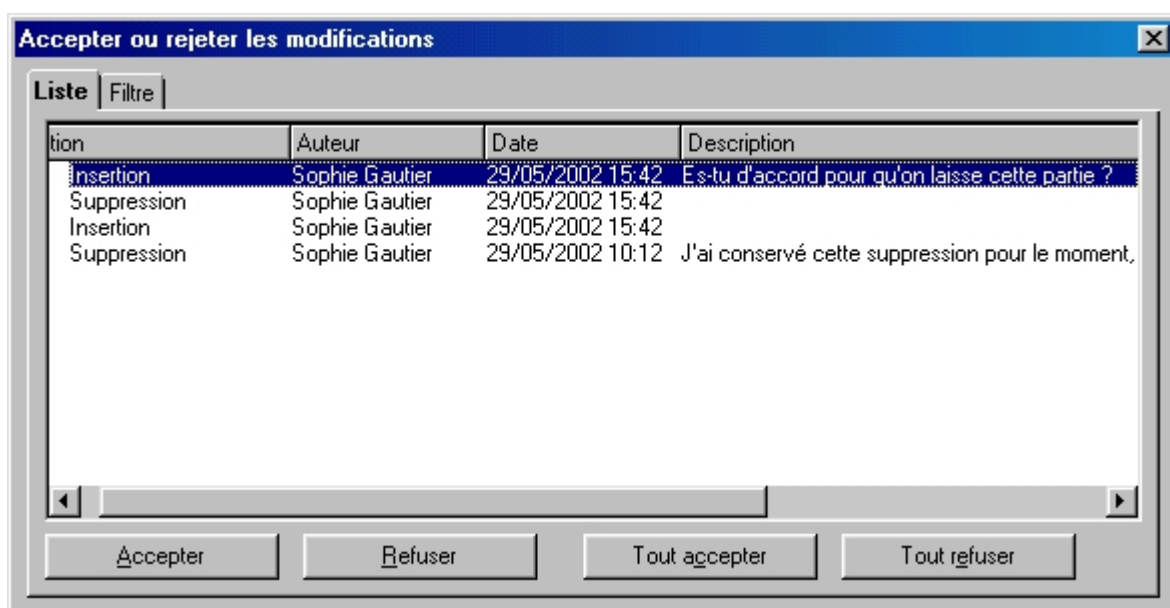 Accepter ou rejeter les modifications
Liste Filtre
tion Auteur Date Description
Insertion Sophie Gautier 29/05/2002 15:42 Es-tu d'accord pour qu'on laisse cette partie ?
Suppression Sophie Gautier 29/05/2002 15:42
Insertion Sophie Gautier 29/05/2002 15:42
Suppression Sophie Gautier 29/05/2002 10:12 J'ai conservé cette suppression pour le moment,
Accepter Refuser Tout accepter Tout refuser